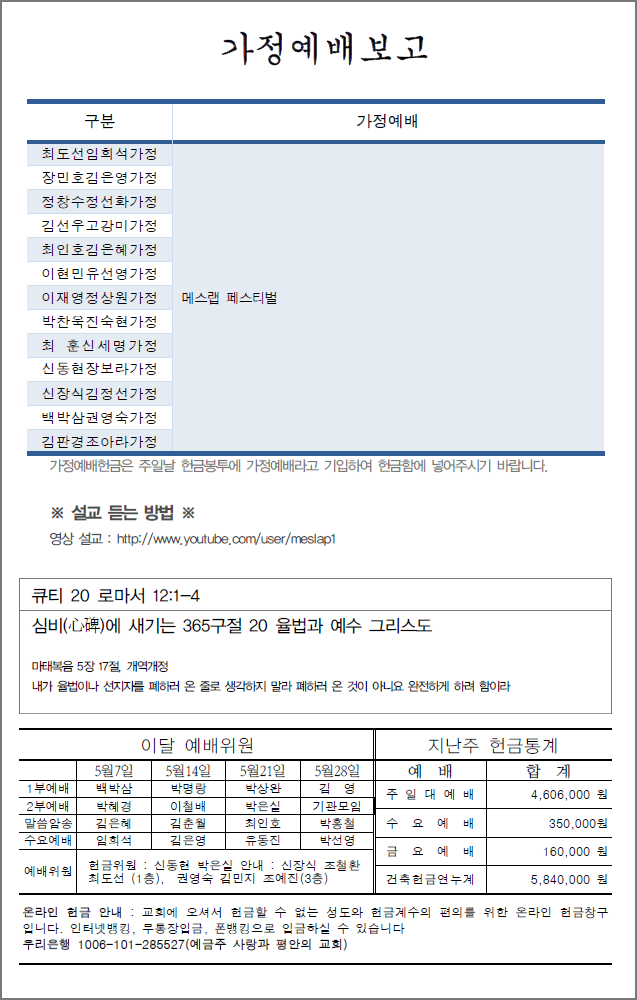 가정예배보고
구분 가정예배
최도선임희석가정
장민호김은영가정
정창수정선화가정
김선우고강미가정
최인호김은혜가정
이현민유선영가정
이재영정상원가정 메스랩 페스티벌
박찬욱진숙현가정
최 훈신세명가정
신동현장보라가정
신장식김정선가정
백박삼권영숙가정
김판경조아라가정
가정예배헌금은 주일날 헌금봉투에 가정예배라고 기입하여 헌금함에 넣어주시기 바랍니다.
※ 설교 듣는 방법 ※
영상 설교 : http://www.youtube.com/user/meslap1
큐티 20 로마서 12:1-4
심비(心碑)에 새기는 365구절 20 율법과 예수 그리스도
마태복음 5장 17절, 개역개정
내가 율법이나 선지자를 폐하러 온 줄로 생각하지 말라 폐하러 온 것이 아니요 완전하게 하려 함이라
이달 예배위원 지난주 헌금통계
5월7일 5월14일 5월21일 5월28일 예 배 합 계
1부예배 백박삼 박명랑 박상완 김 영
주 일 대 예 배 4,606,000 원
2부예배 박혜경 이철배 박은실 기관모임
말씀암송 김은혜 김춘월 최인호 박홍철
수 요 예 배 350,000원
수요예배 임희석 김은영 유동진 박선영
금 요 예 배 160,000 원
예배위원 헌금위원 : 신동현 박은실 안내 : 신장식 조철환
최도선 (1층), 권영숙 김민지 조예진(3층)
건축헌금연누계 5,840,000 원
온라인 헌금 안내 : 교회에 오셔서 헌금할 수 없는 성도와 헌금계수의 편의를 위한 온라인 헌금창구
입니다. 인터넷뱅킹, 무통장입금, 폰뱅킹으로 입금하실 수 있습니다
우리은행 1006-101-285527(예금주 사랑과 평안의 교회)